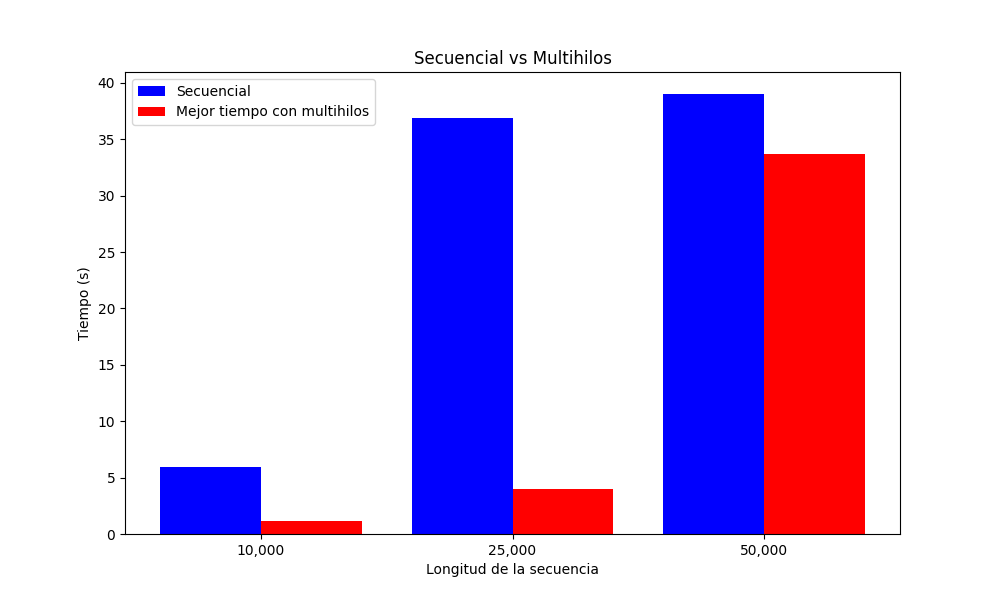 Secuencial vs Multihilos
Secuencial
Mejor tiempo con multihilos
40
35
30
25
20
15
10
5
0
Tiempo (s)
10,000
25,000
50,000
Longitud de la secuencia